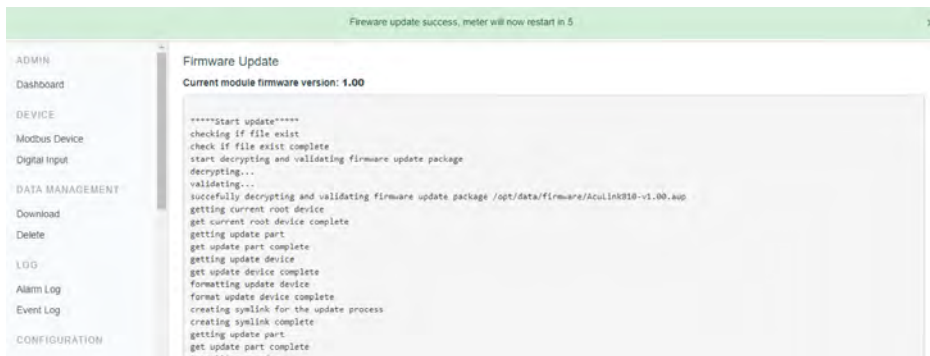 Fireware update success, meter will now restart in 5
ADMIN
Dashboard
DEVICE
Modbus Device
Digital Input
DATA MANAGEMENT
Download
Delete
LOG
Alarm Log
Event Log
CONFIGURATION
Firmware Update
Current module firmware version: 1.00
*****Start update*****
checking if file exist
check if file exist complete
start decrypting and validating firmware update package
decrypting...
validating...
succefully decrypting and validating firmware update package /opt/data/firmware/AcuLink810-v1.00.aup
getting current root device
get current root device complete
getting update part
get update part complete
getting update device
get update device complete
formatting update device
format update device complete
creating symlink for the update process
creating symlink complete
getting update part
get update part complete